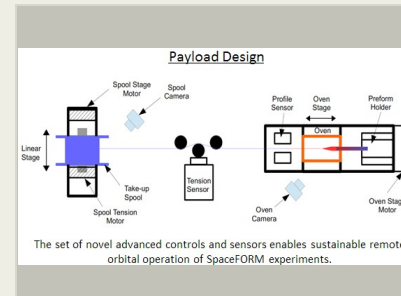 Payload Design
Spool Stage
Motor
Spool
Camera
Profile
Sensor
Oven
Stage
Preform
Holder
Linear
Stage
Oven
Tension
Sensor
Take-up
Spool
Spool Tension
Motor
Oven
Camera
Oven Stag
Motor
The set of novel advanced controls and sensors enables sustainable remot
orbital operation of SpaceFORM experiments.